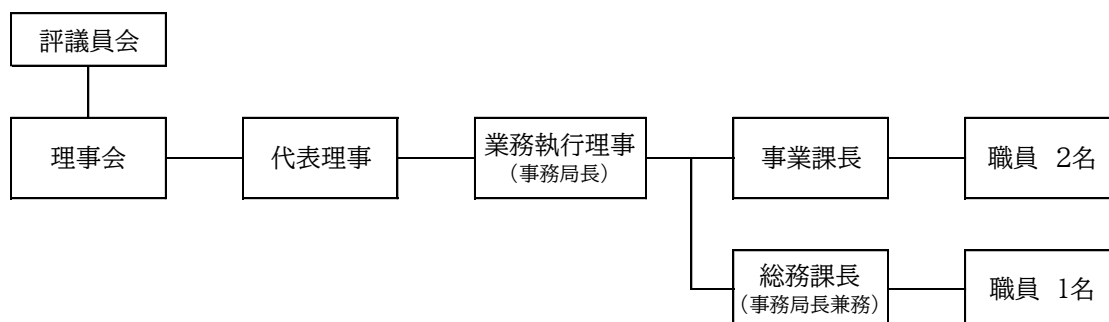 評議員会
理事会
代表理事
業務執行理事
（事務局長）
事業課長
職員 2名
総務課長
（事務局長兼務）
職員 1名